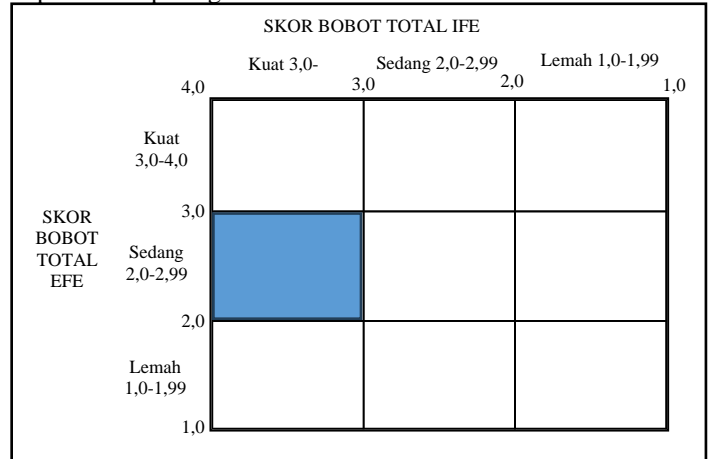 SKOR BOBOT TOTAL IFE
Kuat 3,0-
Sedang 2,0-2,99
Lemah 1,0-1,99
4,0
3,0
2,0
1,0
Kuat
3,0-4,0
3,0
SKOR
BOBOT
TOTAL
EFE
Sedang
2,0-2,99
2,0
Lemah
1,0-1,99
1,0